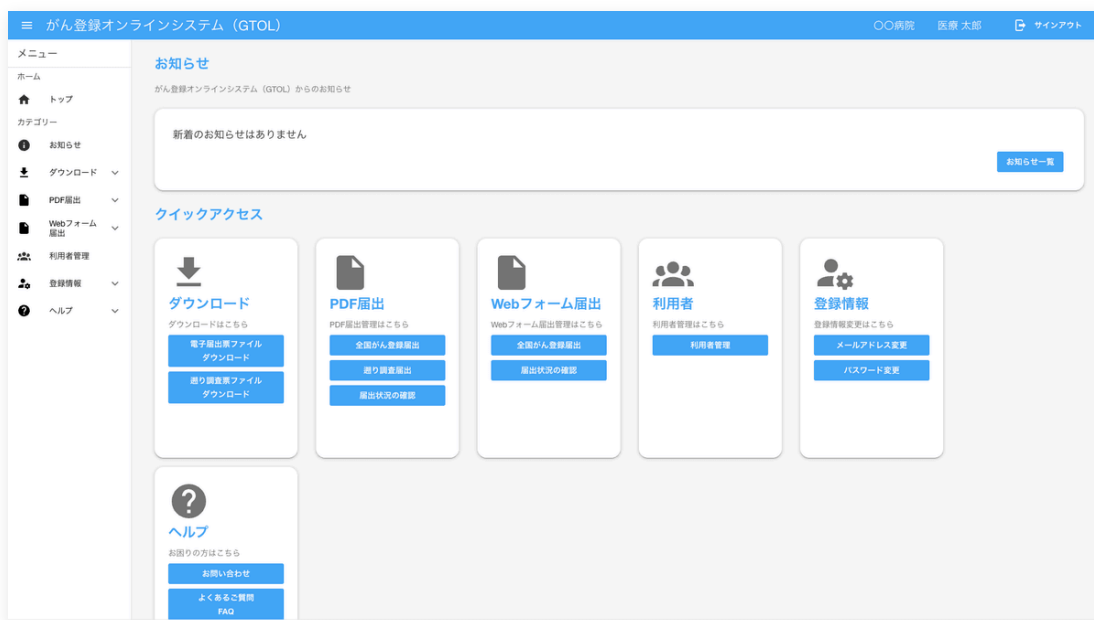 がん登録オンラインシステム（GTOL）
〇〇病院 医療 太郎 サインアウト
メニュー
ホーム
トップ
カテゴリー
お知らせ
ダウンロード
PDF届出
Webフォーム
届出
利用者管理
登録情報
ヘルプ
お知らせ
がん登録オンラインシステム（GTOL）からのお知らせ
新着のお知らせはありません
お知らせ一覧
クイックアクセス
ダウンロード
ダウンロードはこちら
電子届出票ファイル
ダウンロード
遡り調査票ファイル
ダウンロード
PDF届出
PDF届出管理はこちら
全国がん登録届出
遡り調査届出
届出状況の確認
Webフォーム届出
Webフォーム届出管理はこちら
全国がん登録届出
届出状況の確認
利用者
利用者管理はこちら
利用者管理
登録情報
登録情報変更はこちら
メールアドレス変更
パスワード変更
ヘルプ
お困りの方はこちら
お問い合わせ
よくあるご質問
FAQ